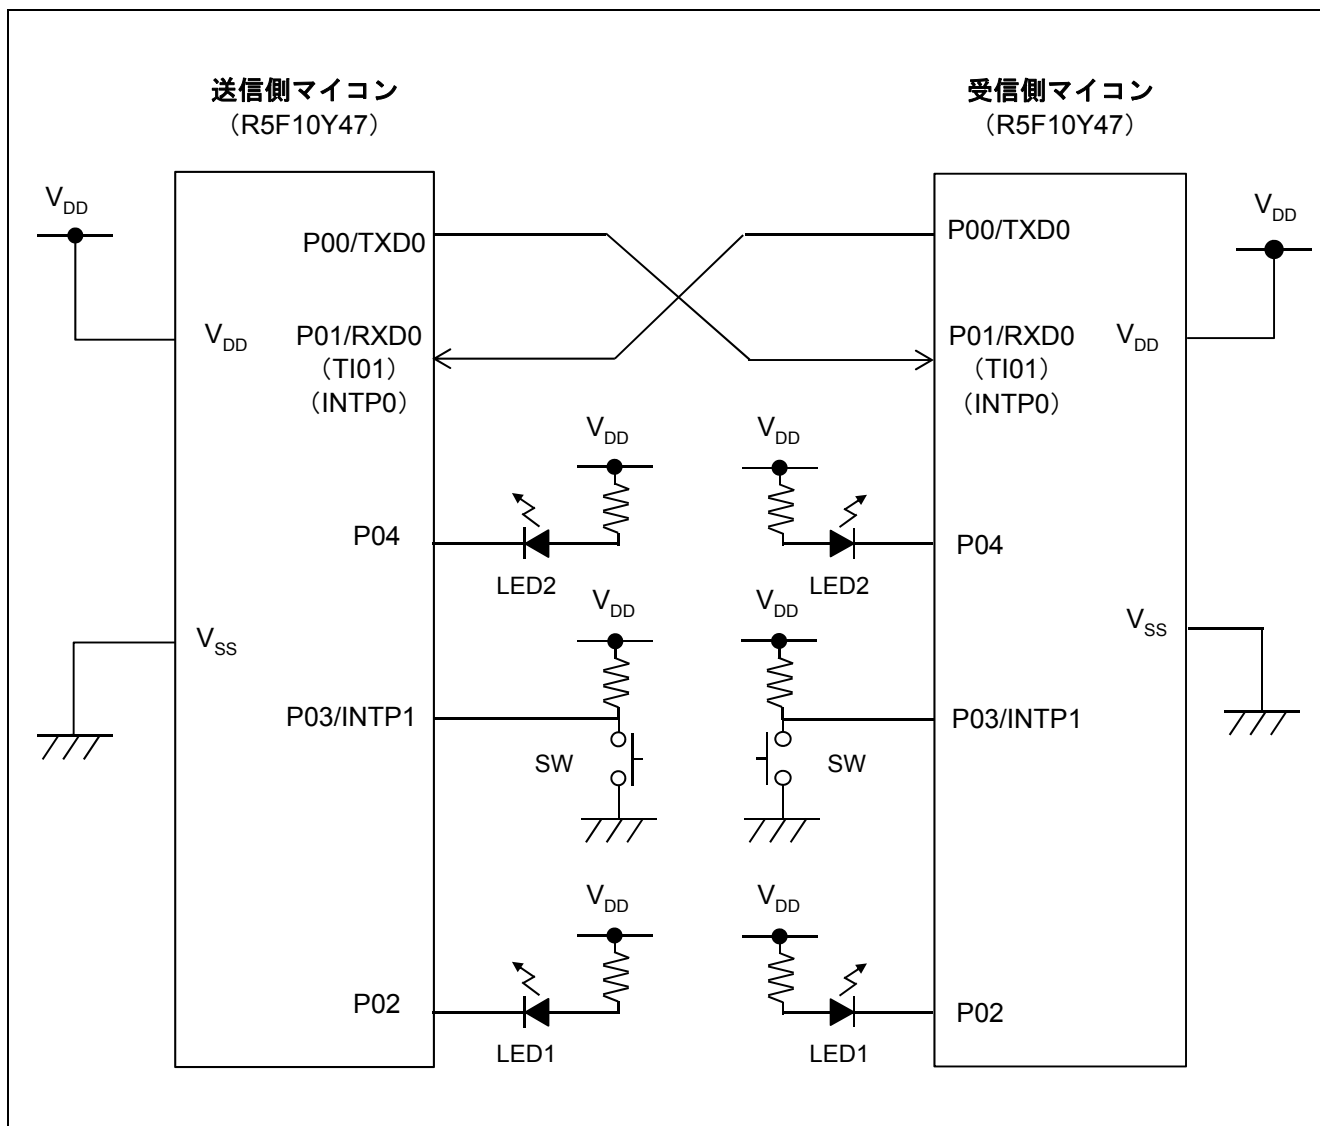 送信側マイコン
（R5F10Y47）
受信側マイコン
（R5F10Y47）
VDD
VDD
P00/TXD0
P00/TXD0
VDD
P01/RXD0
（TI01）
（INTP0）
P01/RXD0
（TI01）
（INTP0）
VDD
VDD
VDD
P04
LED2
LED2
P04
VDD
VDD
VSS
VSS
P03/INTP1
SW
SW
P03/INTP1
VDD
VDD
P02
LED1
LED1
P02